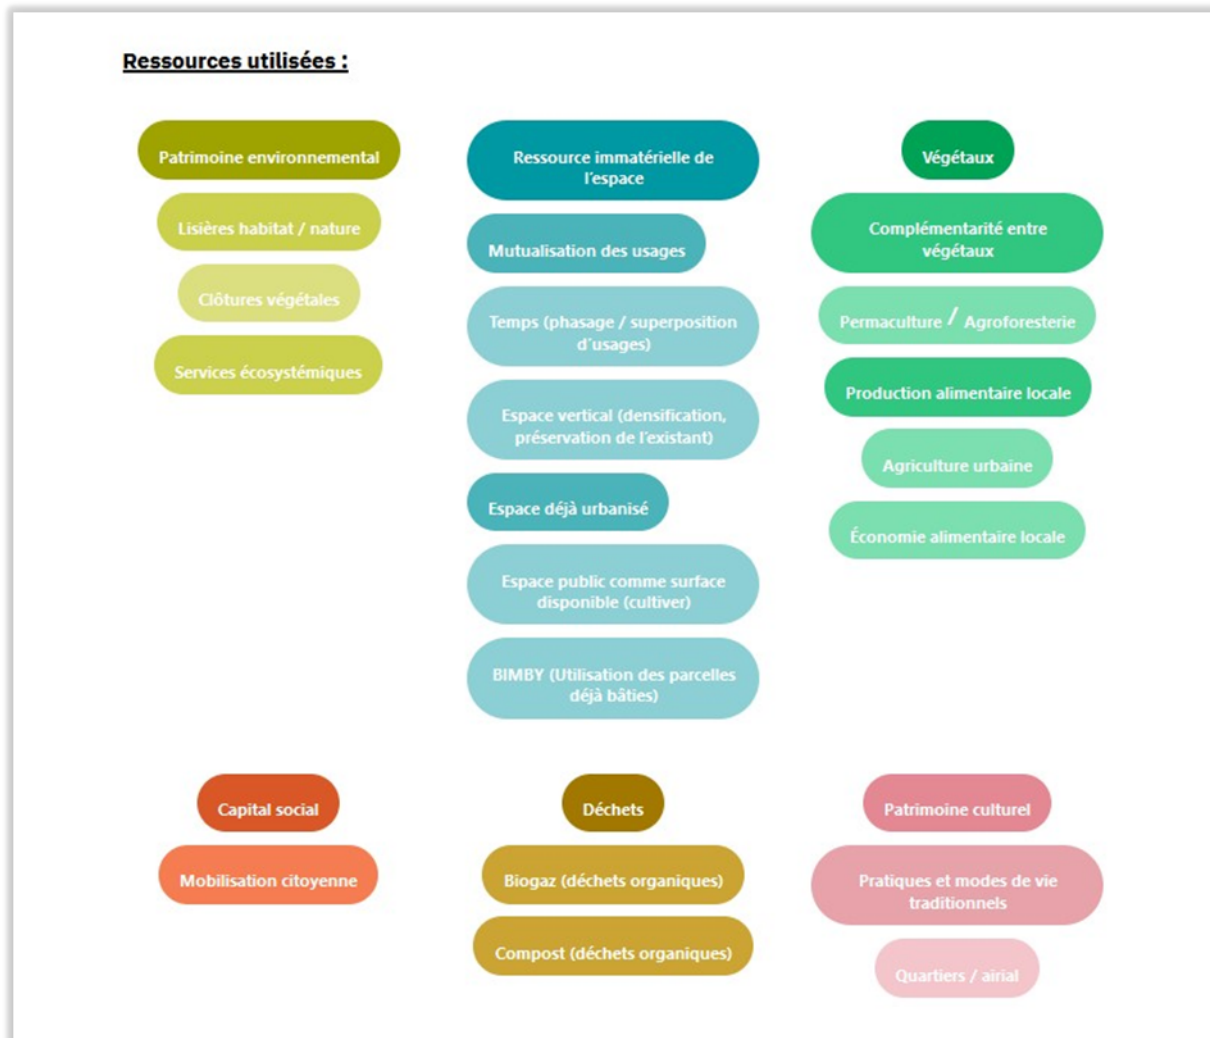 Ressources utilisées :
Patrimoine environnemental
Lisières habitat / nature
Clôtures végétales
Services écosystémiques
Ressource immatérielle de
l'espace
Mutualisation des usages
Temps (phasage / superposition
d'usages)
Espace vertical (densification,
préservation de l'existant)
Espace déjà urbanisé
Espace public comme surface
disponible (cultiver)
BIMBY (Utilisation des parcelles
déjà bâties)
Végétaux
Complémentarité entre
végétaux
Permaculture / Agroforesterie
Production alimentaire locale
Agriculture urbaine
Économie alimentaire locale
Capital social
Mobilisation citoyenne
Déchets
Biogaz (déchets organiques)
Compost (déchets organiques)
Patrimoine culturel
Pratiques et modes de vie
traditionnels
Quartiers / airial